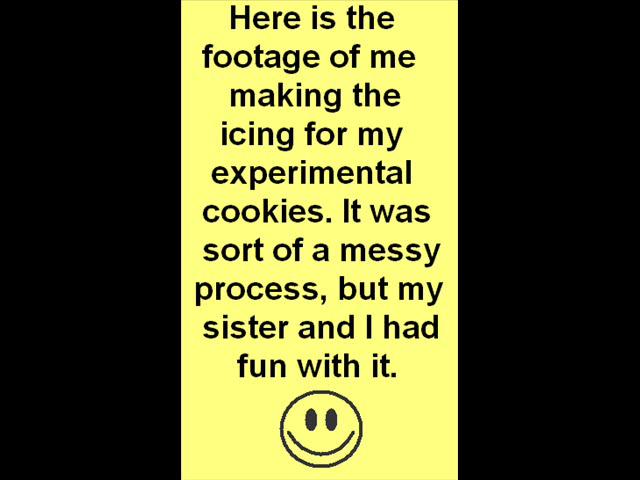 Here is the
footage of me
making the
icing for my
experimental
cookies. It was
sort of a messy
process, but my
sister and I had
fun with it.